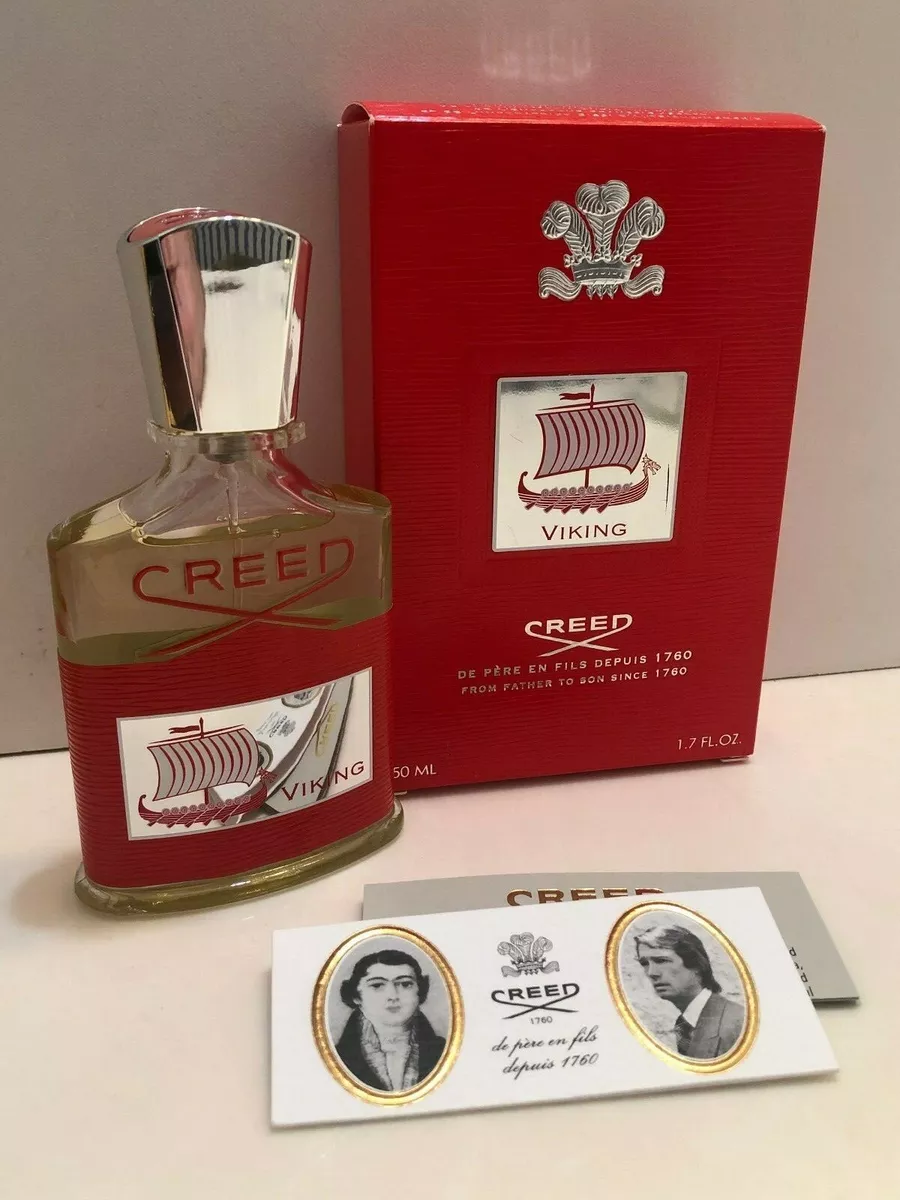 VIKING
CREED
DE PÈRE EN FILS DEPUIS 1760
FROM FATHER TO SON SINCE 1760
50 ML
1.7 FL.OZ.
CREED
VIKING
CREED
CREED
1760
de père en fils
depuis 1760